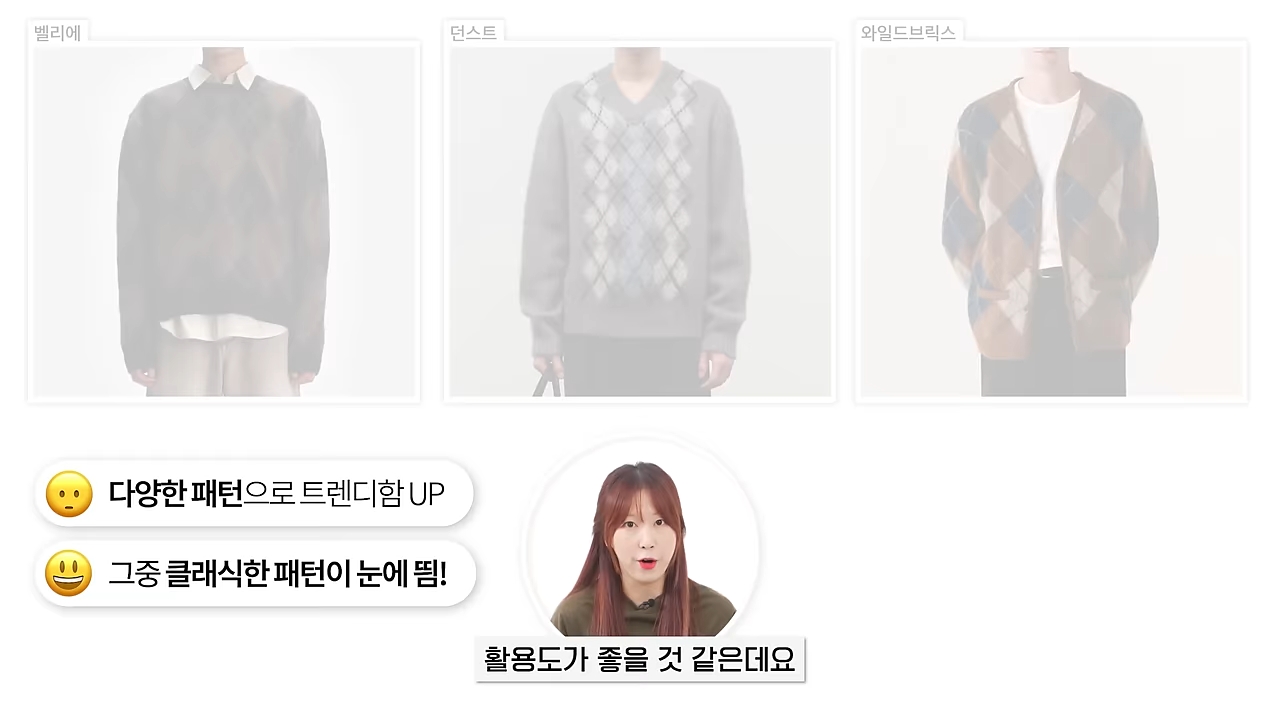 벨리에
던스트
와일드브릭스
다양한 패턴으로 트렌디함 UP
그중 클래식한 패턴이 눈에 띔!
활용도가 좋을 것 같은데요